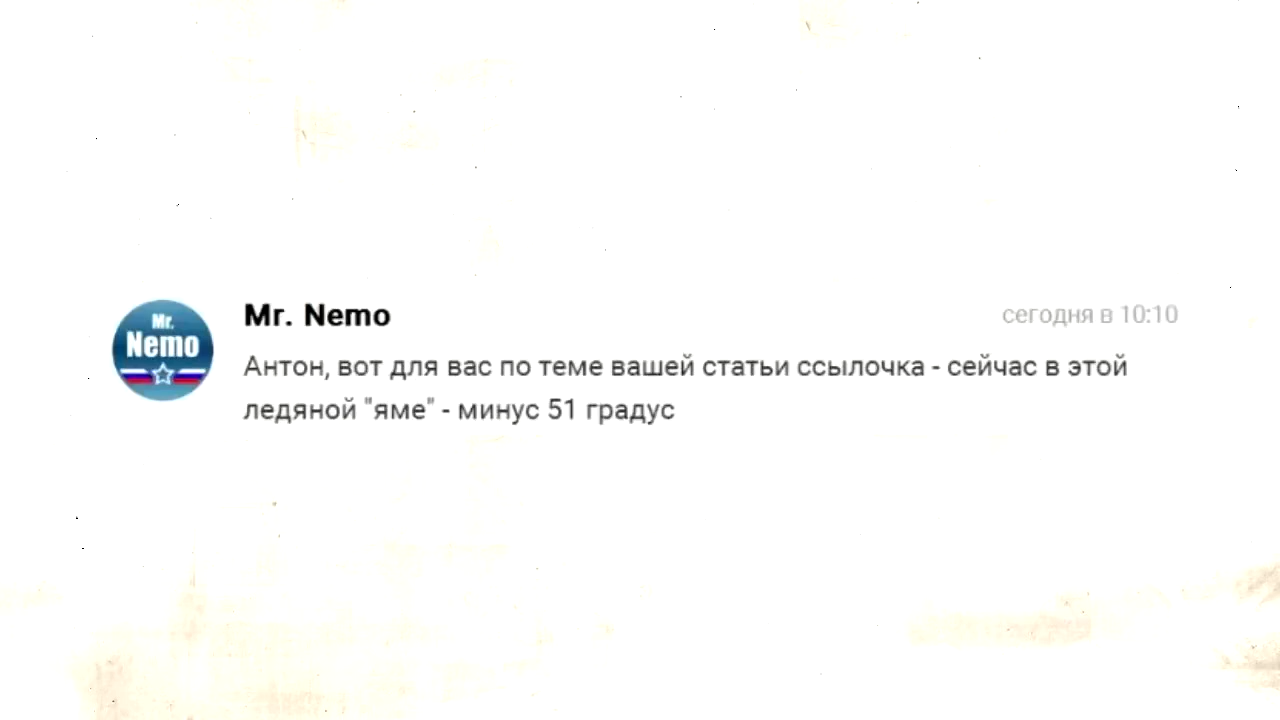 Mr.
Nemo
Mr. Nemo
сегодня в 10:10
Антон, вот для вас по теме вашей статьи ссылочка - сейчас в этой
ледяной "яме" - минус 51 градус